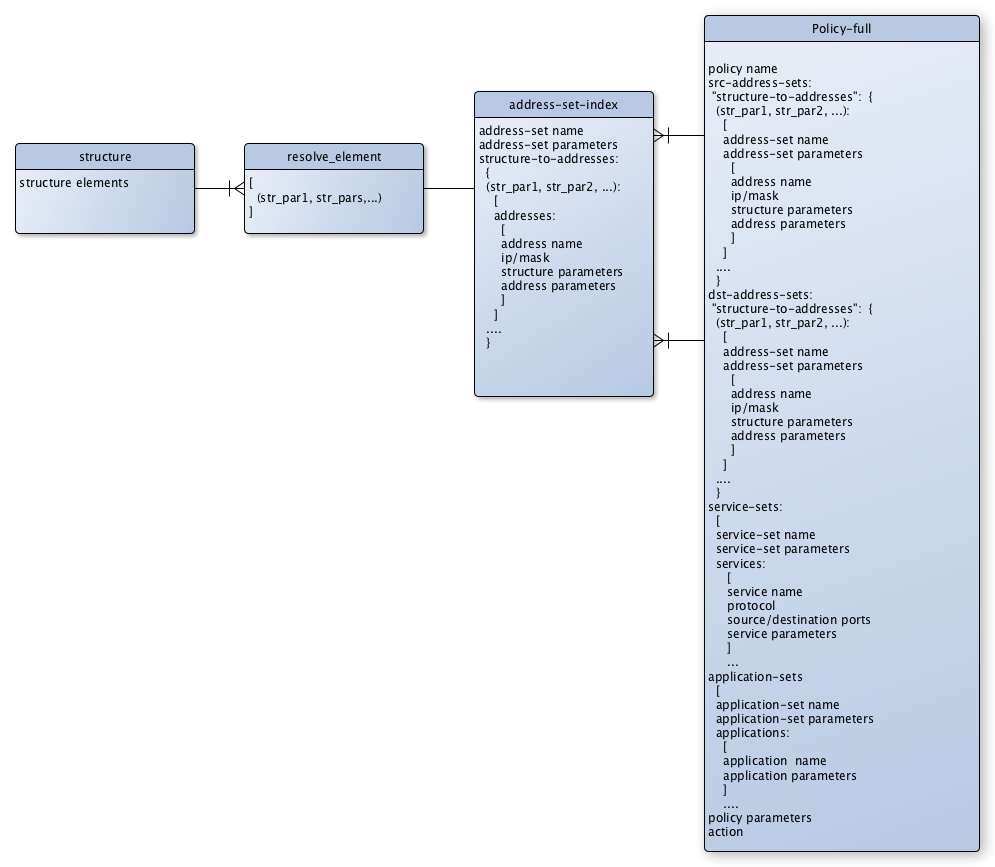 structure
structure elements
resolve_element
[
(str_par1, str_pars,...)
]
address-set-index
address-set name
address-set parameters
structure-to-addresses:
{
(str_par1, str_par2, ...):
[
addresses:
[
address name
ip/mask
structure parameters
address parameters
]
]
....
}
Policy-full
policy name
src-address-sets:
"structure-to-addresses": {
(str_par1, str_par2, ...):
[
address-set name
address-set parameters
[
address name
ip/mask
structure parameters
address parameters
]
]
....
}
dst-address-sets:
"structure-to-addresses": {
(str_par1, str_par2, ...):
[
address-set name
address-set parameters
[
address name
ip/mask
structure parameters
address parameters
]
]
....
}
service-sets:
[
service-set name
service-set parameters
services:
[
service name
protocol
source/destination ports
service parameters
]
...
application-sets
[
application-set name
application-set parameters
applications:
[
application  name
application parameters
]
....
policy parameters
action